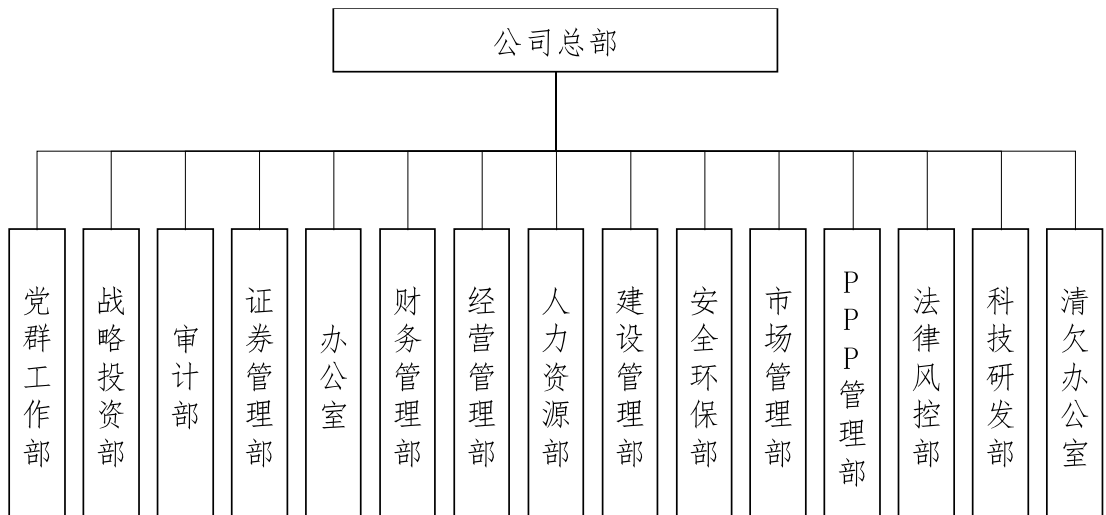 公司总部
党群工作部
战略投资部
审计部
证券管理部
办公室
财务管理部
经营管理部
人力资源部
建设管理部
安全环保部
市场管理部
PPP管理部
法律风控部
科技研发部
清欠办公室